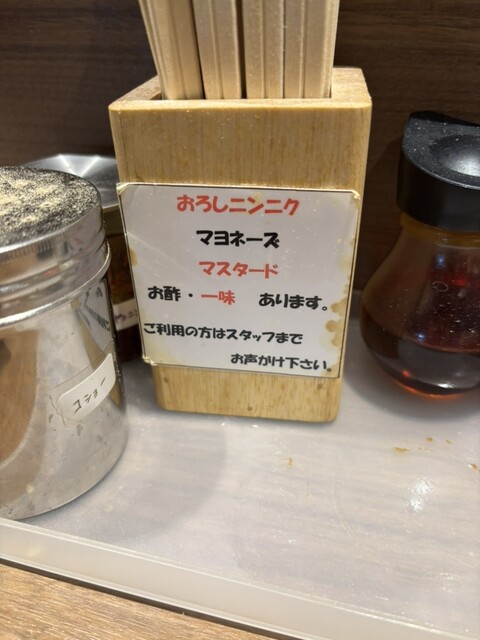 おろしニンニク
マヨネーズ
マスタード
お酢・一味 あります。
ご利用の方はスタッフまで
お声かけ下さい。
コショー